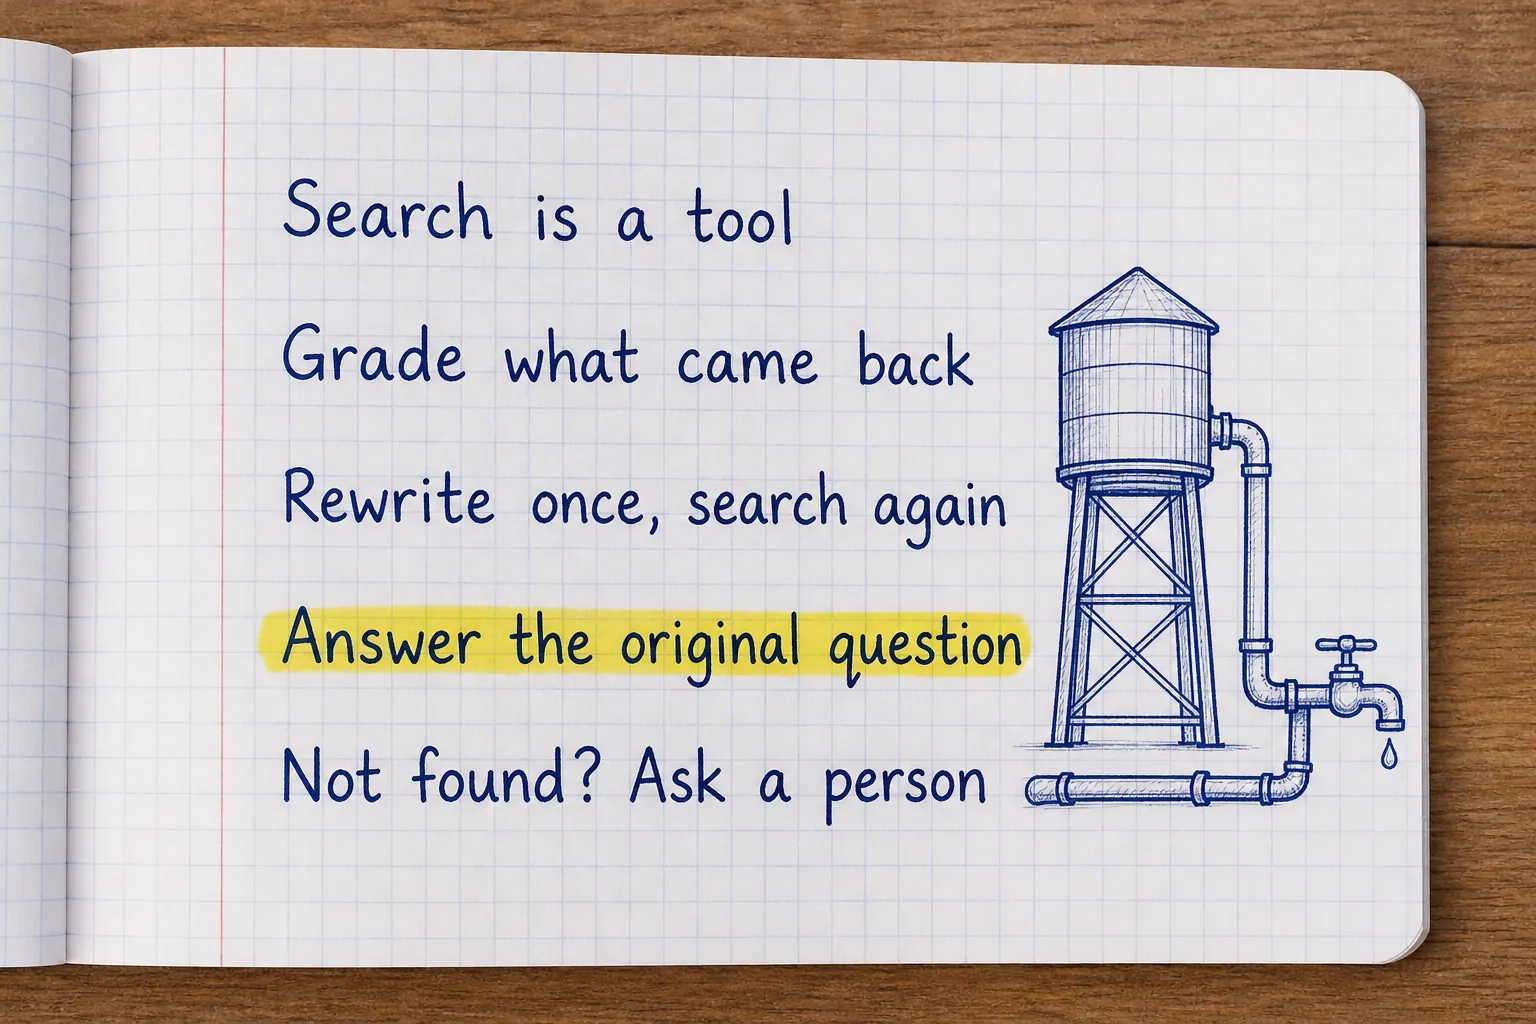 Search is a tool
Grade what came back
Rewrite once, search again
Answer the original question
Not found? Ask a person